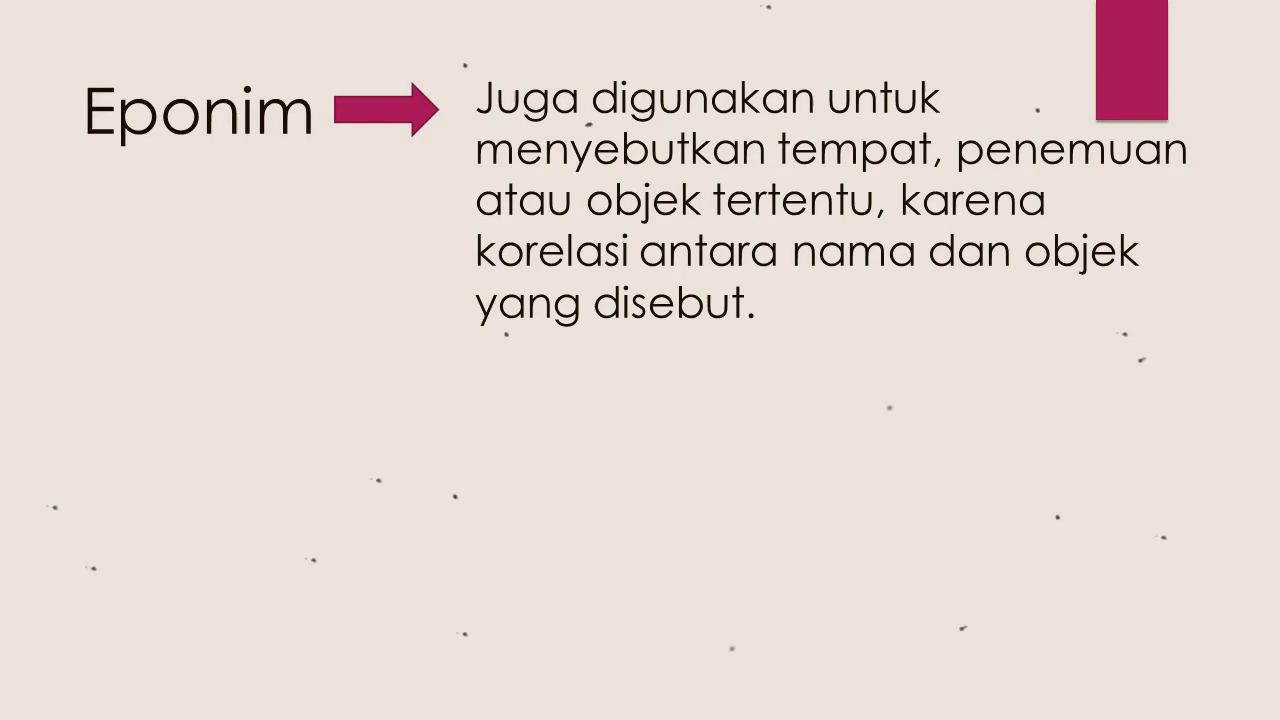 Eponim
Juga digunakan untuk
menyebutkan tempat, penemuan
atau objek tertentu, karena
korelasi antara nama dan objek
yang disebut.